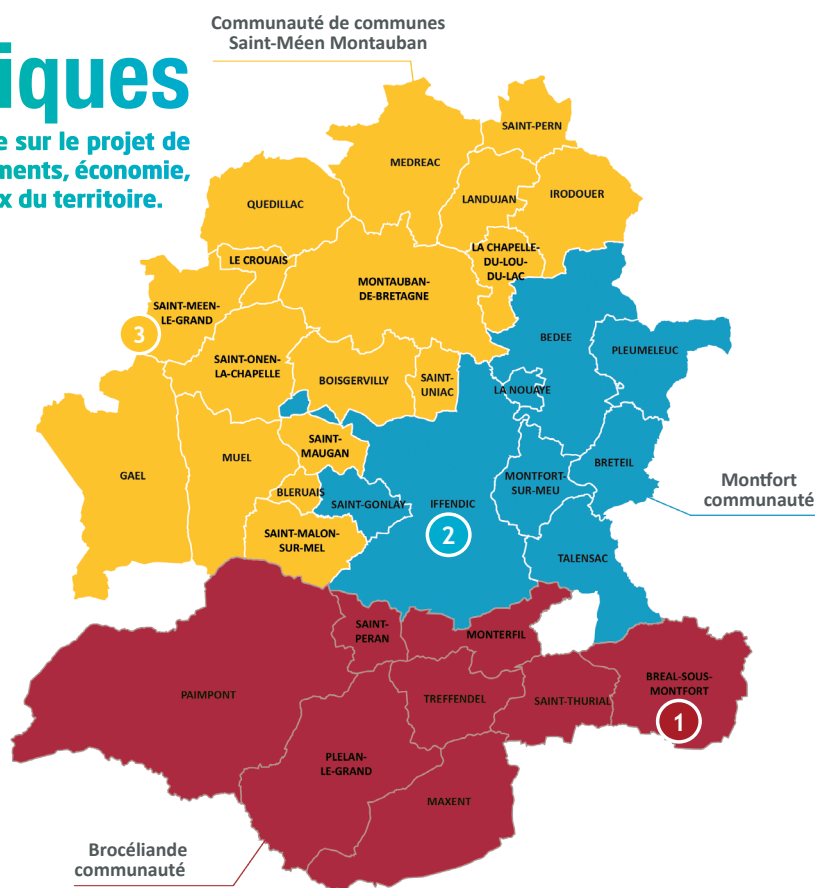 Communauté de communes
Saint-Méen Montauban
iques
e sur le projet de
ments, économie,
x du territoire.
SAINT-PERN
MEDREAC
LANDUJAN
IRODOUER
QUEDILLAC
LA CHAPELLE-
DU-LOU-
DU-LAC
LE CROUAIS
MONTAUBAN-
DE-BRETAGNE
SAINT-MEEN-
LE-GRAND
3
BEDEE
PLEUMELEUC
SAINT-ONEN-
LA-CHAPELLE
BOISGERVILLY
SAINT-
UNIAC
LA NOUAYE
SAINT-
MAUGAN
MUEL
GAEL
BRETEIL
MONTFORT-
SUR-MEU
Montfort
communauté
BLERUAIS
SAINT-GONLAY
IFFENDIC
2
SAINT-MALON-
SUR-MEL
TALENSAC
SAINT-
PERAN
MONTERFIL
PAIMPONT
TREFFENDEL
SAINT-THURIAL
BREAL-SOUS-
MONTFORT
1
PLELAN-
LE-GRAND
MAXENT
Brocéliande
communauté